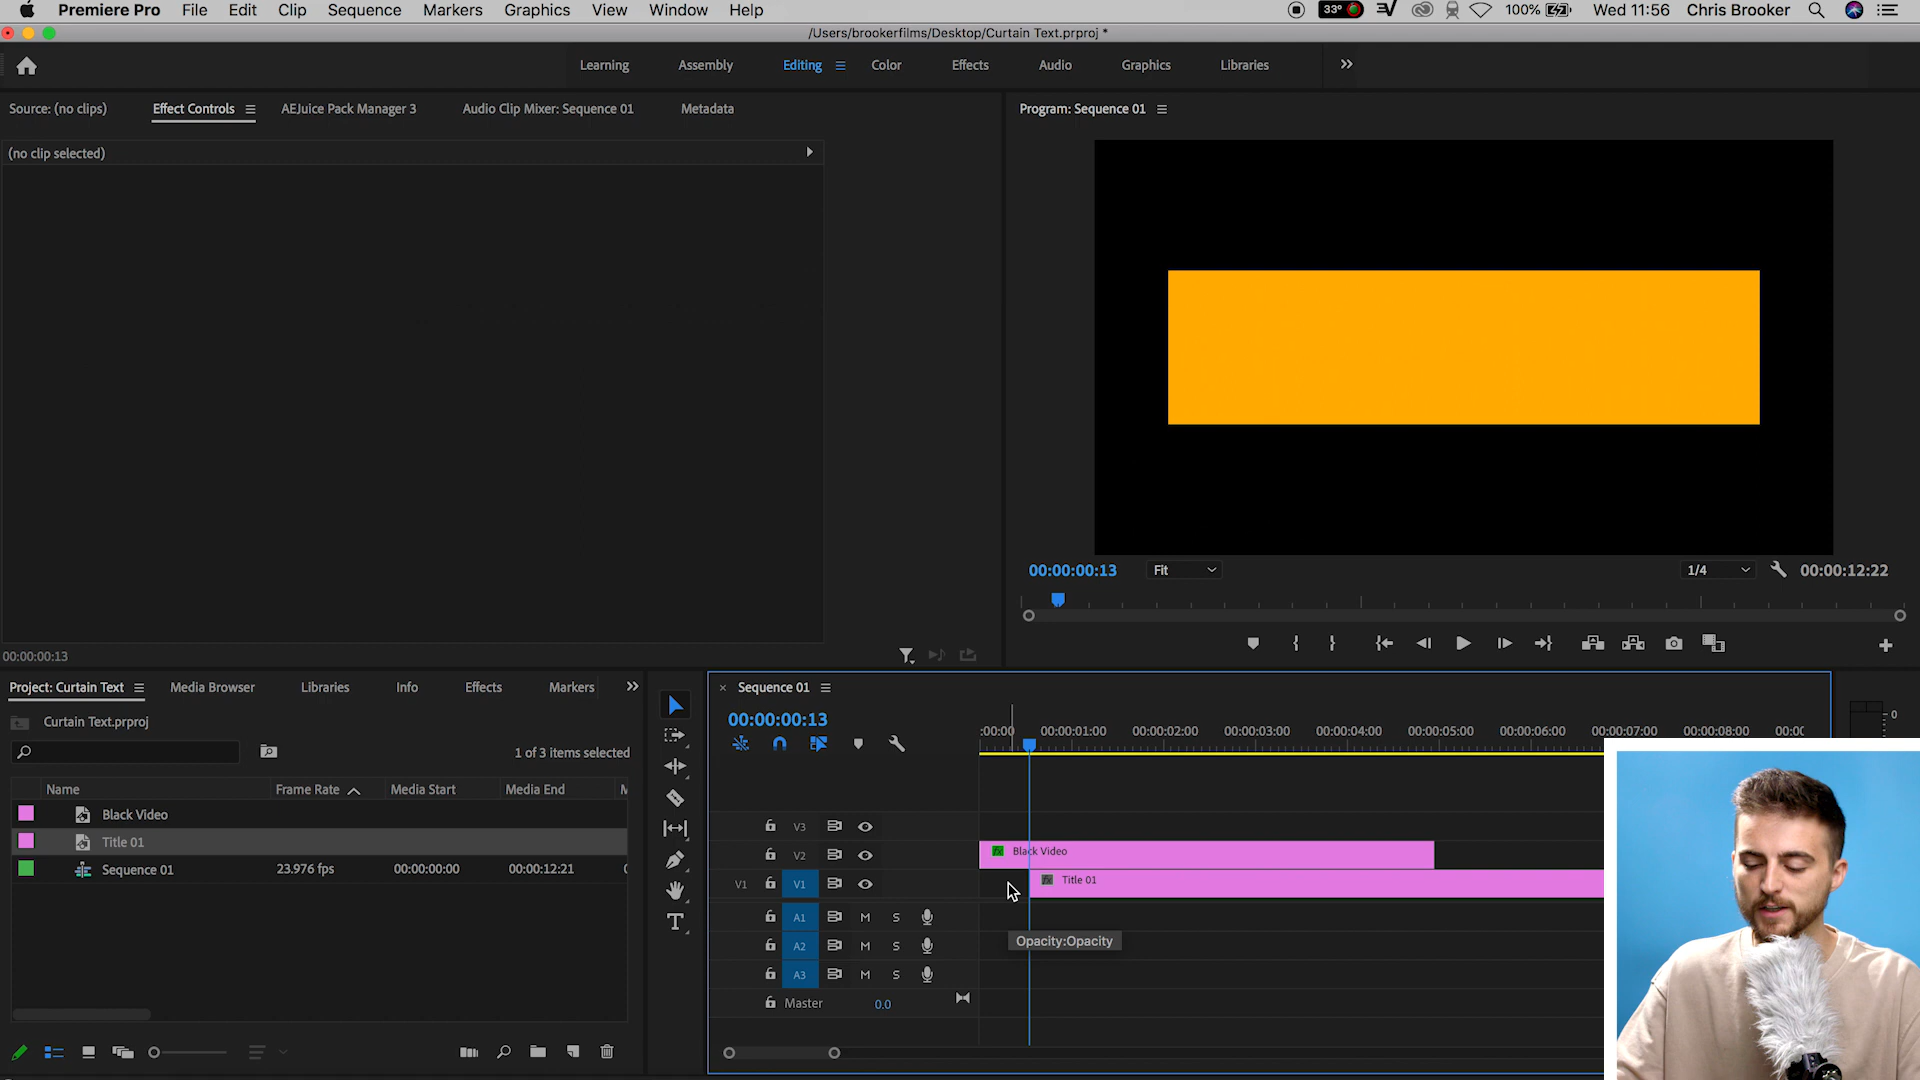 Premiere Pro File Edit Clip Sequence Markers Graphics View Window Help 33° 100% Wed 11:56 Chris Brooker
/Users/brookerfilms/Desktop/Curtain Text.prproj *
Learning Assembly Editing Color Effects Audio Graphics Libraries
Source: (no clips) Effect Controls AEJuice Pack Manager 3 Audio Clip Mixer: Sequence 01 Metadata
(no clip selected)
00:00:00:13
Program: Sequence 01
00:00:00:13 Fit 1/4 00:00:12:22
Project: Curtain Text Media Browser Libraries Info Effects Markers
Curtain Text.prproj
1 of 3 items selected
Name Frame Rate Media Start Media End
Black Video
Title 01
Sequence 01 23.976 fps 00:00:00:00 00:00:12:21
Sequence 01
00:00:00:13
:00:00 00:00:01:00 00:00:02:00 00:00:03:00 00:00:04:00 00:00:05:00 00:00:06:00 00:00:07:00 00:00:08:00 00:00
0
V3
V2 Black Video
V1 V1 Title 01
A1 M S
Opacity:Opacity
A2 M S
A3 M S
Master 0.0